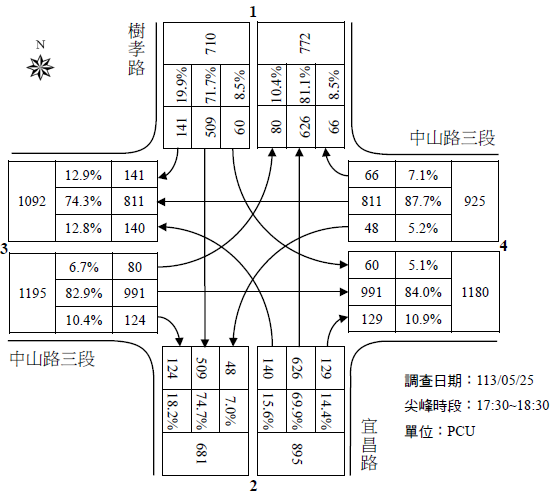 1
N
樹孝路
710
19.9% 71.7% 8.5%
141 509 60
772
10.4% 81.1% 8.5%
80 626 66
中山路三段
1092
12.9% 141
74.3% 811
12.8% 140
66 7.1%
811 87.7%
48 5.2%
925
3
4
1195
6.7% 80
82.9% 991
10.4% 124
60 5.1%
991 84.0%
129 10.9%
1180
中山路三段
124 509 48
18.2% 74.7% 7.0%
681
140 626 129
15.6% 69.9% 14.4%
895
宜昌路
調查日期：113/05/25
尖峰時段：17:30~18:30
單位：PCU
2